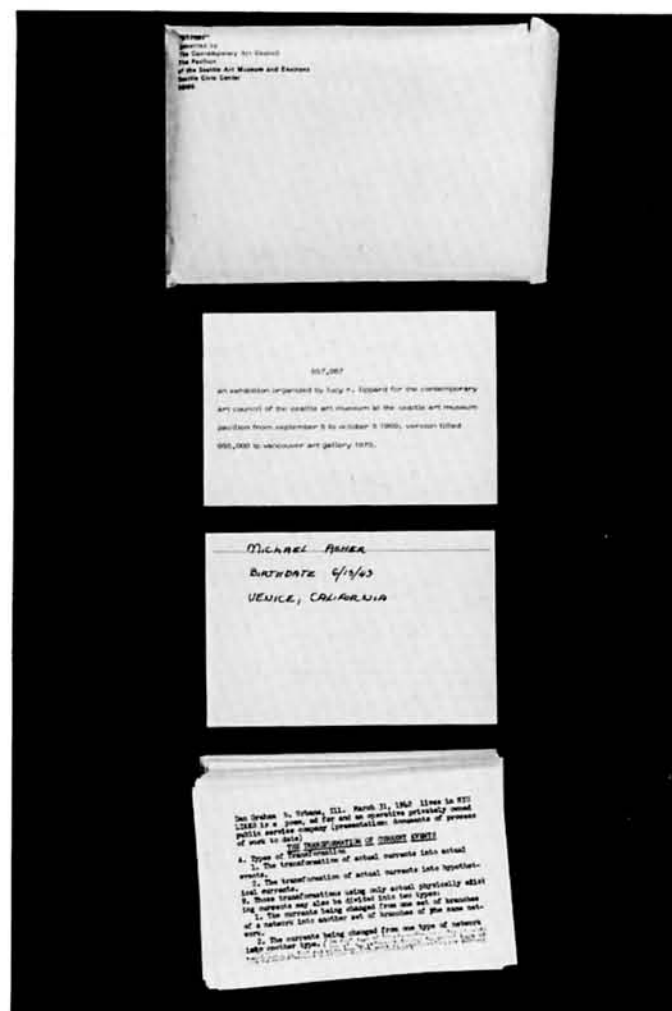 The Contemporary Art Council
The Pavilion
of the Seattle Art Museum and Environs
Seattle Civic Center
557,087
an exhibition organized by lucy r. lippard for the contemporary
art council of the seattle art museum at the seattle art museum
pavilion from september 5 to october 5 1969. version titled
955,000 to vancouver art gallery 1970.
MICHAEL ASHER
BIRTHDATE 6/13/43
VENICE, CALIFORNIA
Dan Graham b. Urbana, Ill. March 31, 1942 lives in NYC
is a poem, ad for and an operative privately owned
public service company (presentation: documents of process
of work to date)
THE TRANSFORMATION OF CURRENT EVENTS
A. Types of Transformation
1. The transformation of actual currents into actual
events.
2. The transformation of actual currents into hypothet-
ical currents.
B. Those transformations using only actual physically exist
ing currents may also be divided into two types:
1. The currents being changed from one set of branches
of a network into another set of branches of the same net-
work.
2. The currents being changed from one type of network
into another type.